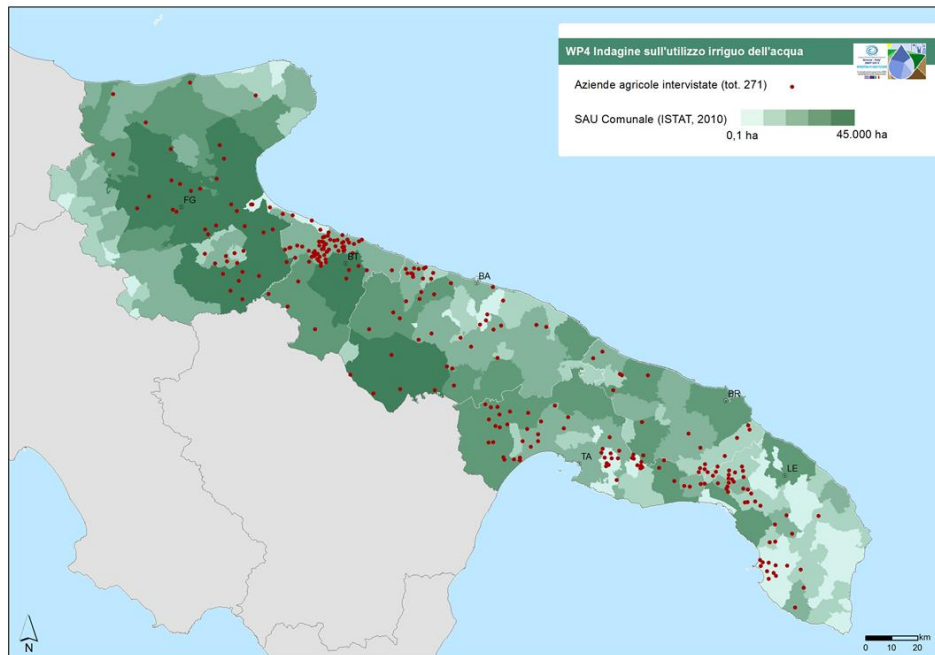 WP4 Indagine sull'utilizzo irriguo dell'acqua
Aziende agricole intervistate (tot. 271)
SAU Comunale (ISTAT, 2010)
0,1 ha 45.000 ha
FG
BT
BA
BR
TA
LE
N
km
0 10 20